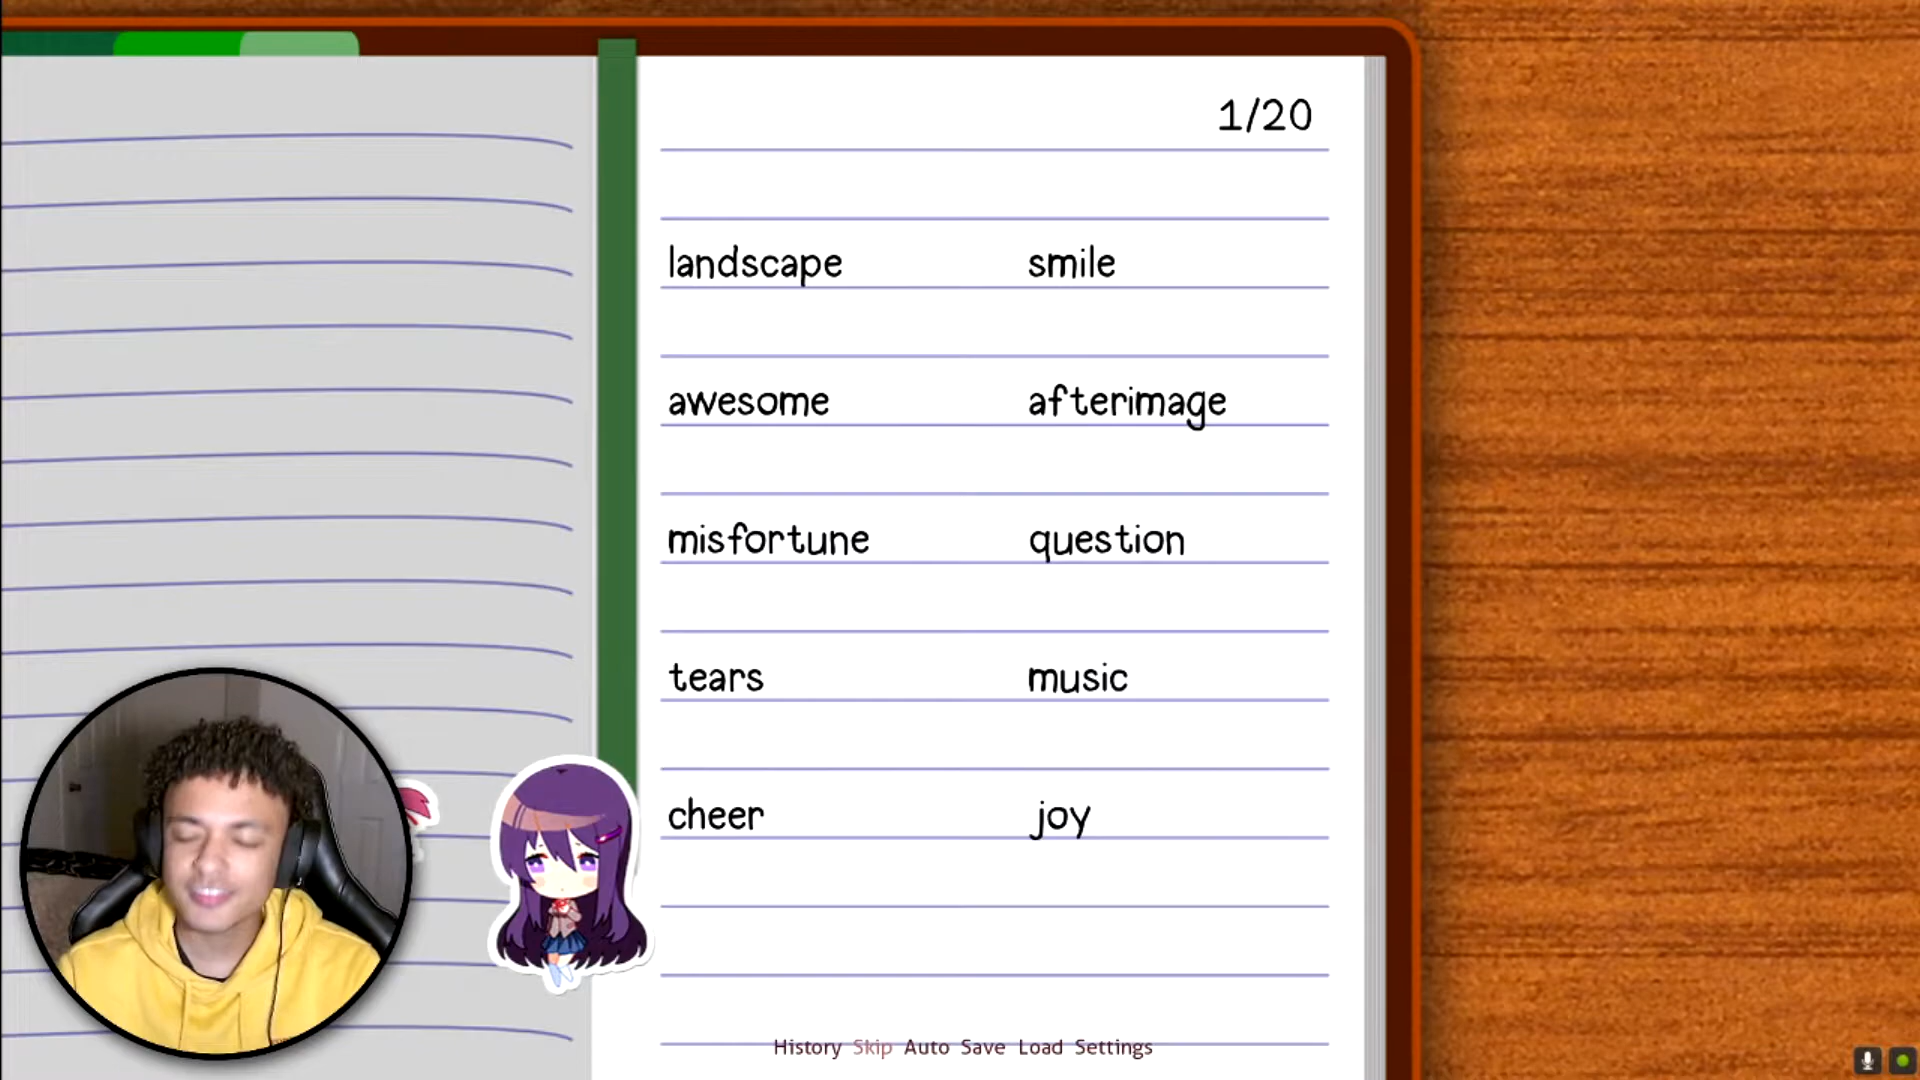 1/20
landscape smile
awesome afterimage
misfortune question
tears music
cheer joy
History Skip Auto Save Load Settings